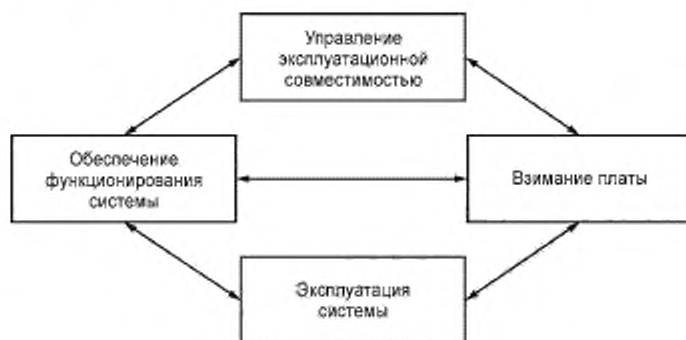 Управление
эксплуатационной
совместимостью
Обеспечение
функционирования
системы
Взимание платы
Эксплуатация
системы